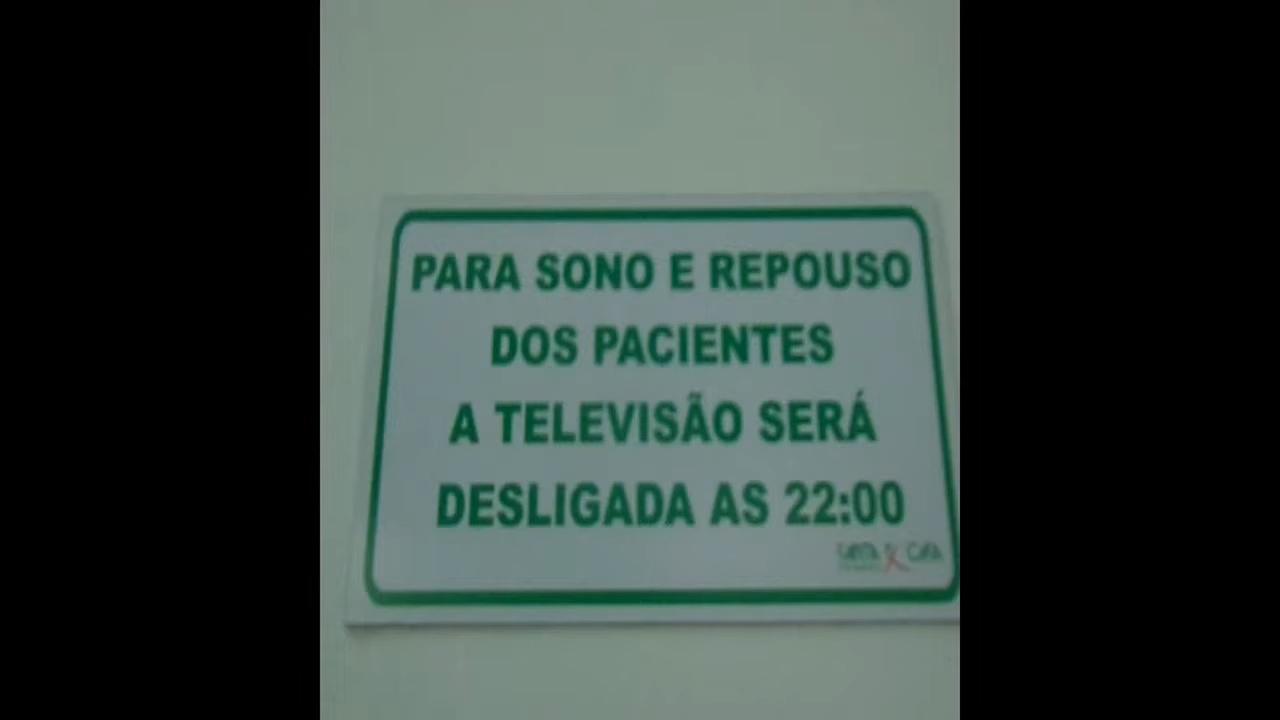 PARA SONO E REPOUSO
DOS PACIENTES
A TELEVISÃO SERÁ
DESLIGADA AS 22:00